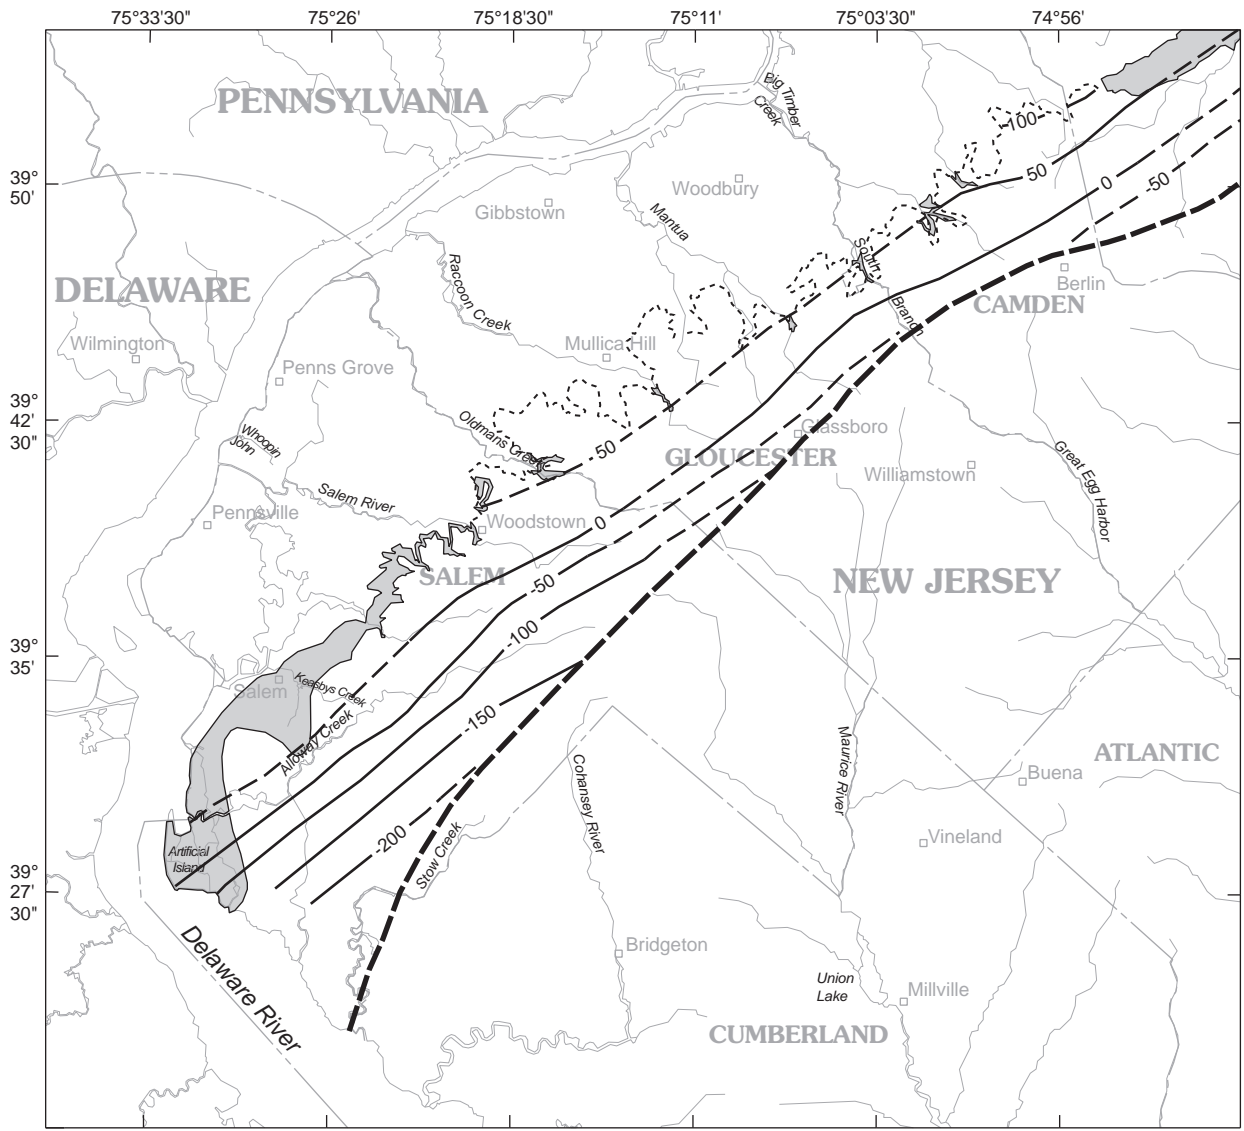 75°33'30" 75°26' 75°18'30" 75°11' 75°03'30" 74°56'
PENNSYLVANIA
Big Timber
Creek
-100-
50
0
-50
39°
50'
Woodbury
Gibbstown
Mantua
South
Branch
Raccoon Creek
DELAWARE
Berlin
CAMDEN
Wilmington
Mullica Hill
Penns Grove
39°
42'
30"
Oldmans Creek
Whoopin
John
50
Glassboro
GLOUCESTER
Williamstown
Great Egg Harbor
Salem River
Pennsville
Woodstown
0
SALEM
-50
NEW JERSEY
-100
39°
35'
Salem
Keasbys Creek
-150
Alloway Creek
Maurice River
ATLANTIC
Cohansey River
Buena
-200
Vineland
Stow Creek
Artificial
Island
39°
27'
30"
Delaware River
Bridgeton
Union
Lake
Millville
CUMBERLAND